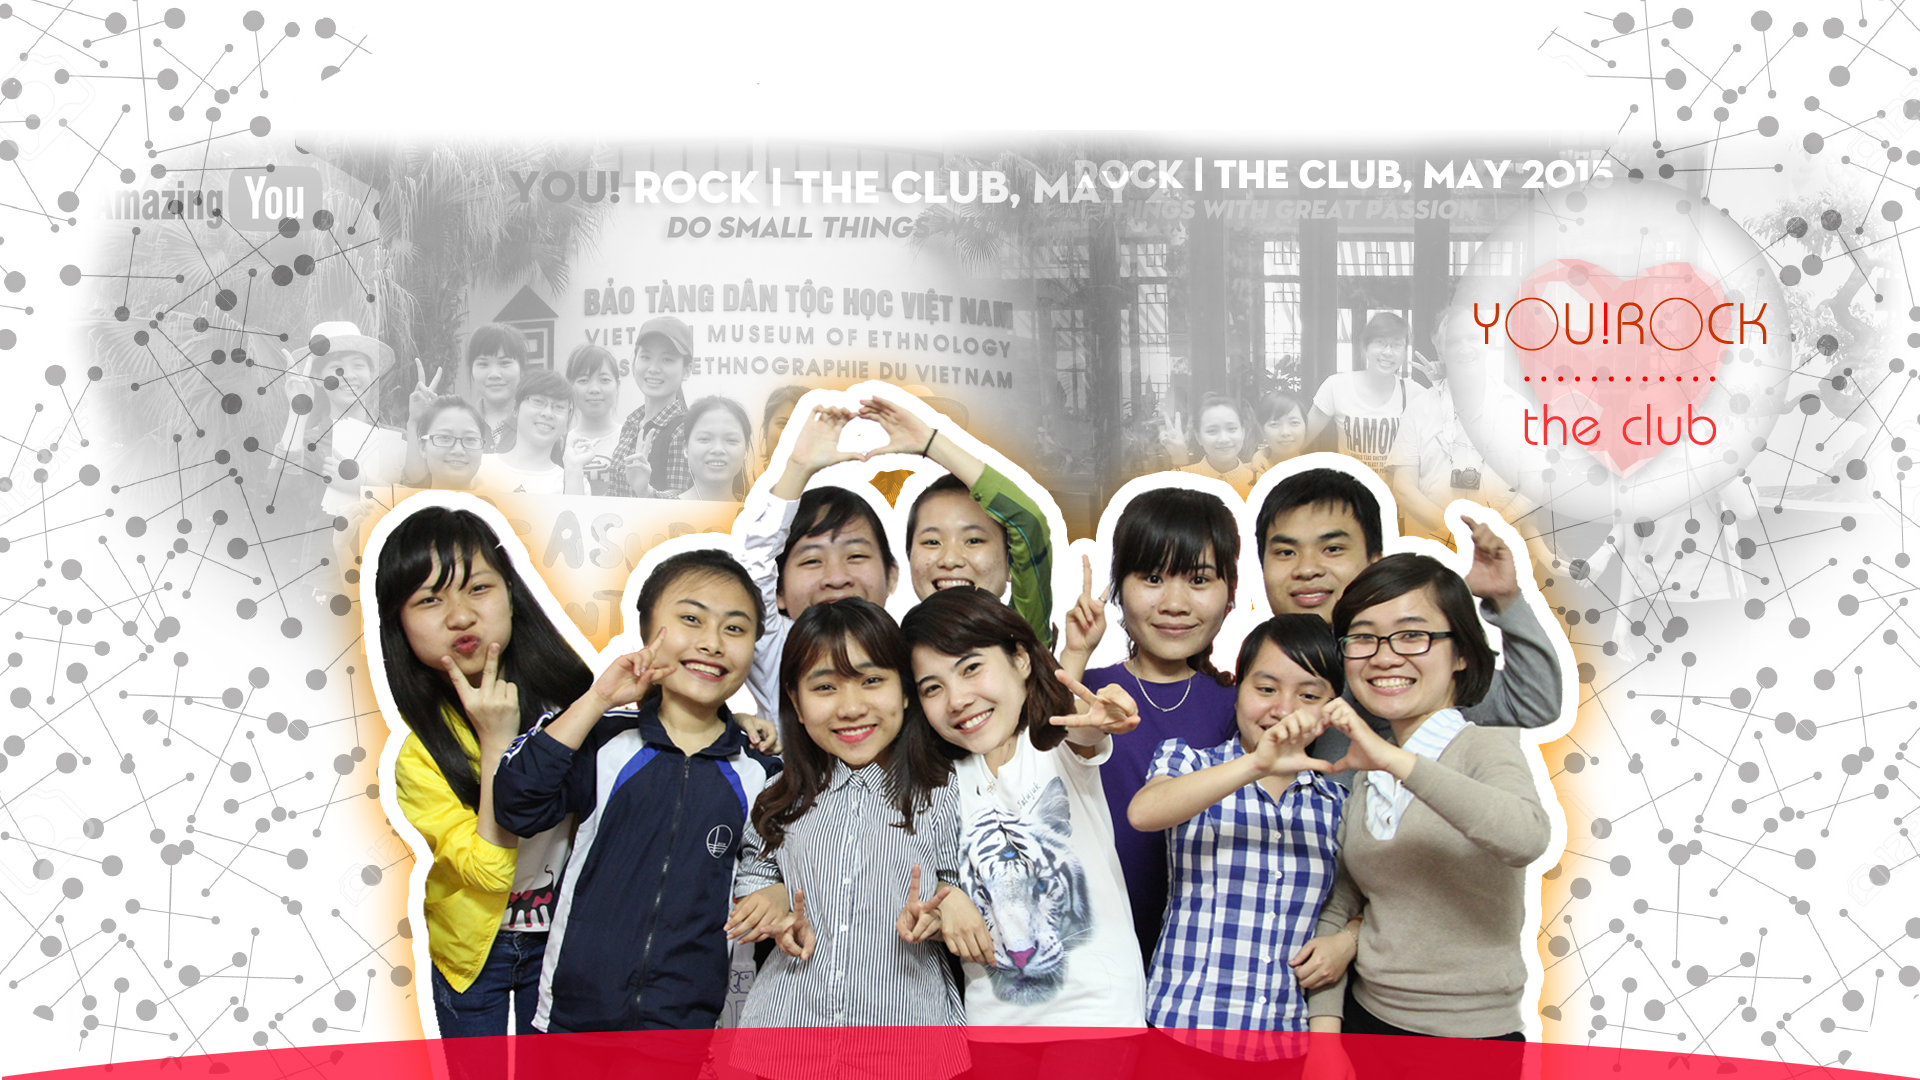 Amazing You
YOU! ROCK | THE CLUB, MAY
ROCK | THE CLUB, MAY 2015
DO SMALL THINGS
THINGS WITH GREAT PASSION
BẢO TÀNG DÂN TỘC HỌC VIỆT NAM
MUSEUM OF ETHNOLOGY
ETHNOGRAPHIE DU VIETNAM
YOU!ROCK
the club
RAMON